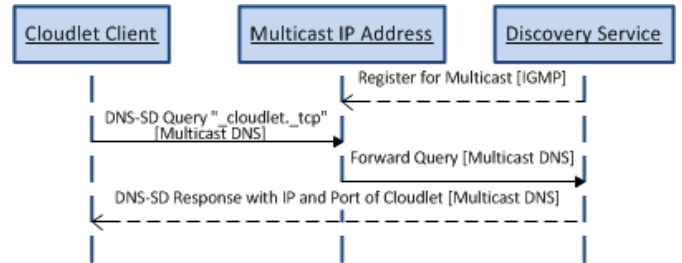 Cloudlet Client
Multicast IP Address
Discovery Service
Register for Multicast [IGMP]
DNS-SD Query "_cloudlet._tcp"
[Multicast DNS]
Forward Query [Multicast DNS]
DNS-SD Response with IP and Port of Cloudlet [Multicast DNS]